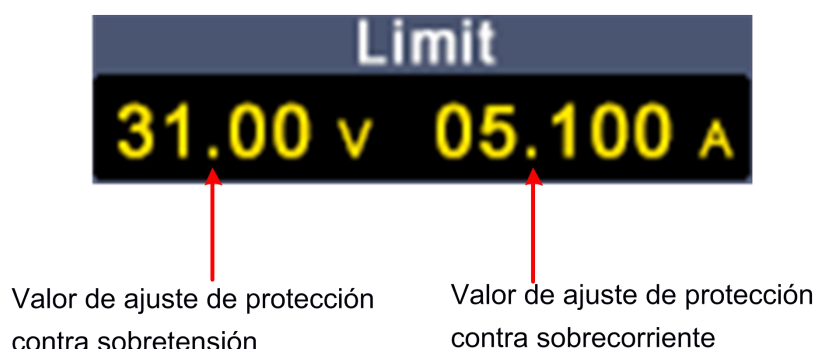 Limit
31.00 V 05.100 A
Valor de ajuste de protección
contra sobretensión
Valor de ajuste de protección
contra sobrecorriente